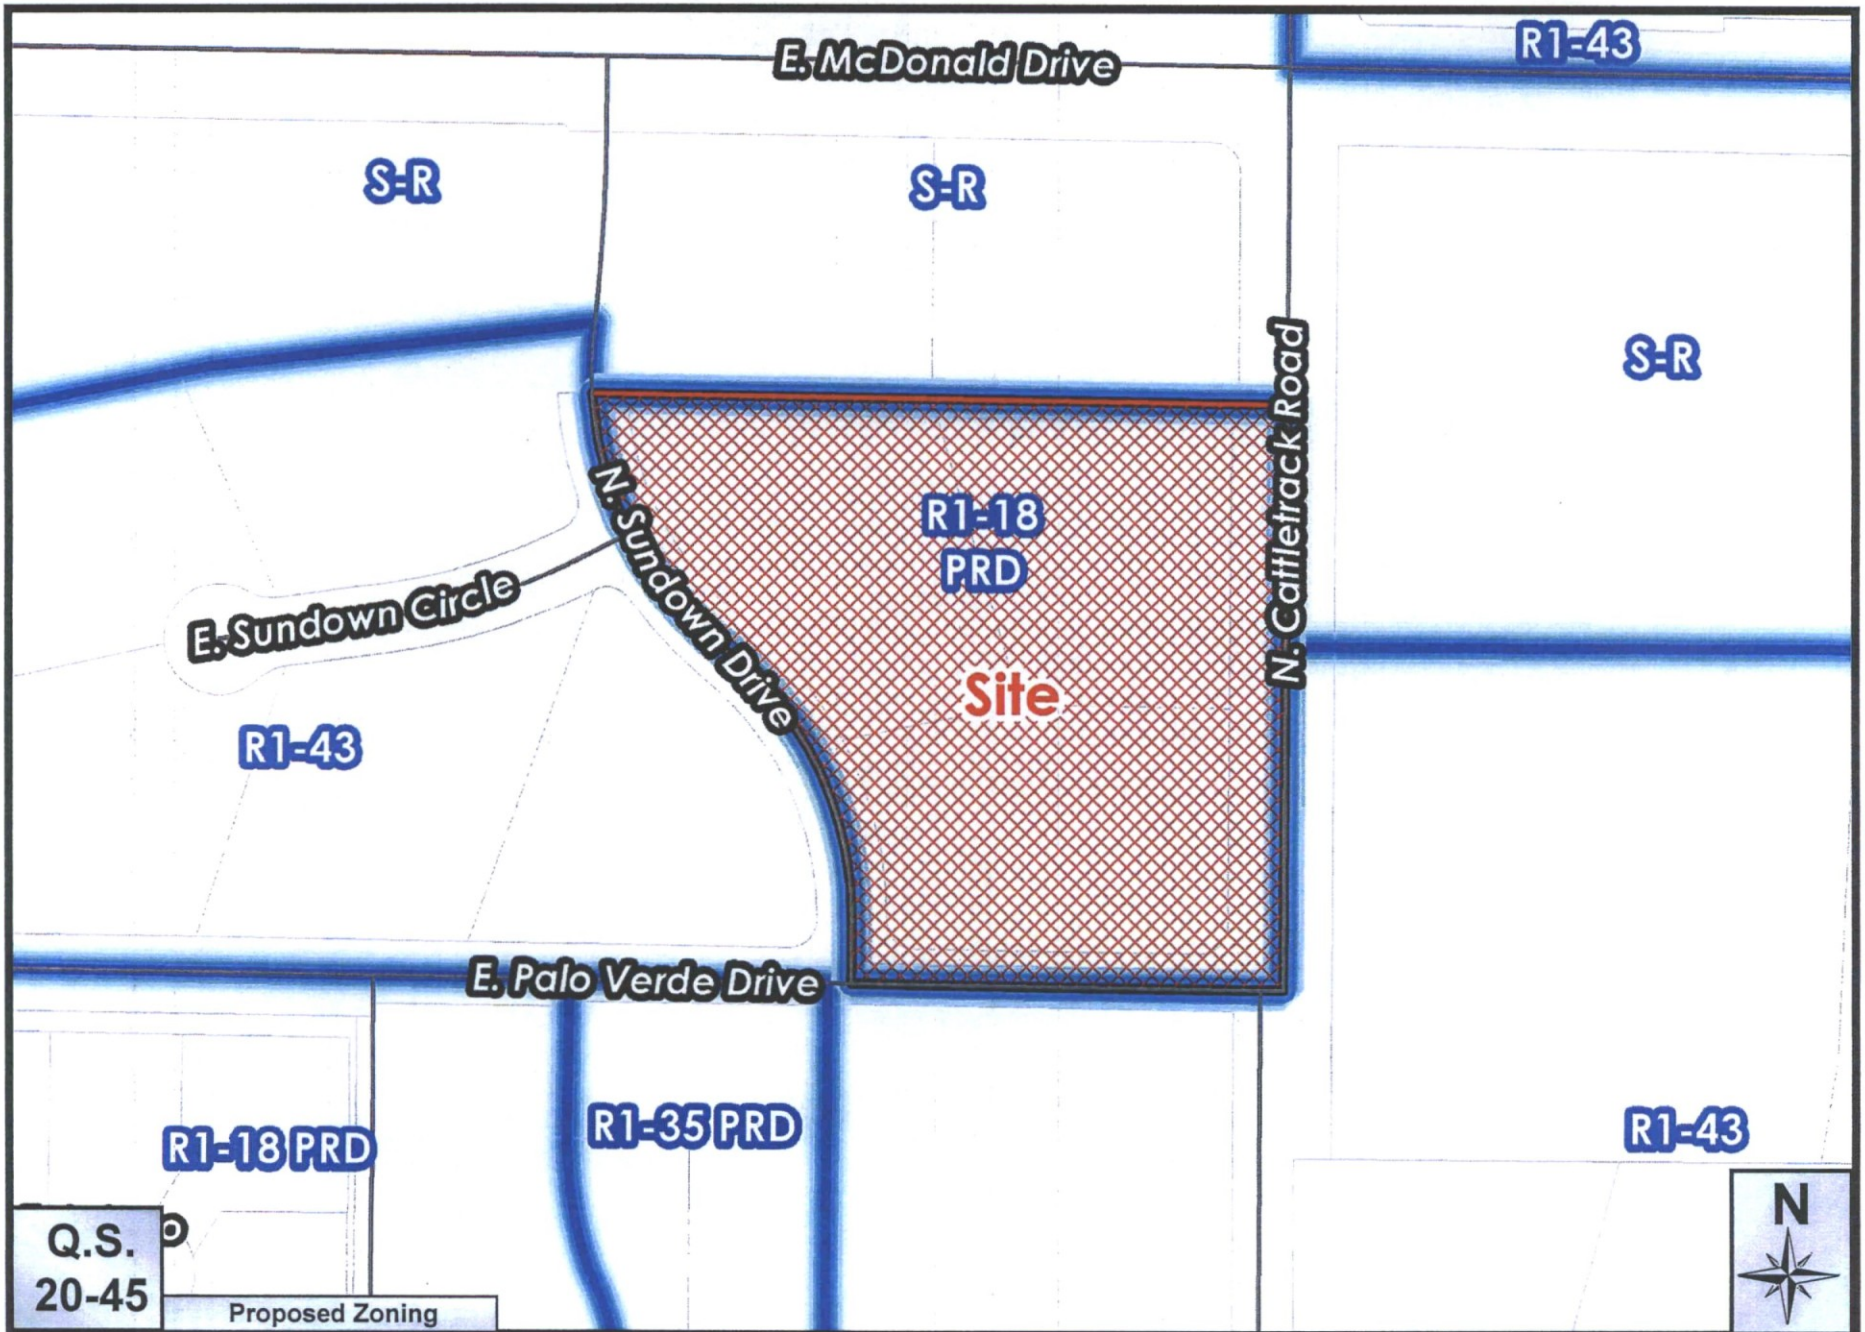 R1-43
E. McDonald Drive
S-R
S-R
S-R
N. Cattletrack Road
R1-18
PRD
N. Sundown Drive
E. Sundown Circle
Site
R1-43
E. Palo Verde Drive
R1-18 PRD
R1-35 PRD
R1-43
Q.S.
20-45
Proposed Zoning
N